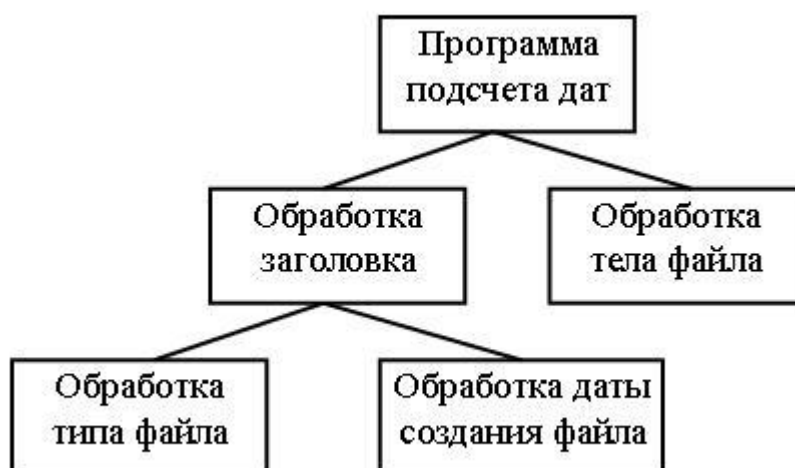 Программа
подсчета дат
Обработка
заголовка
Обработка
тела файла
Обработка
типа файла
Обработка даты
создания файла